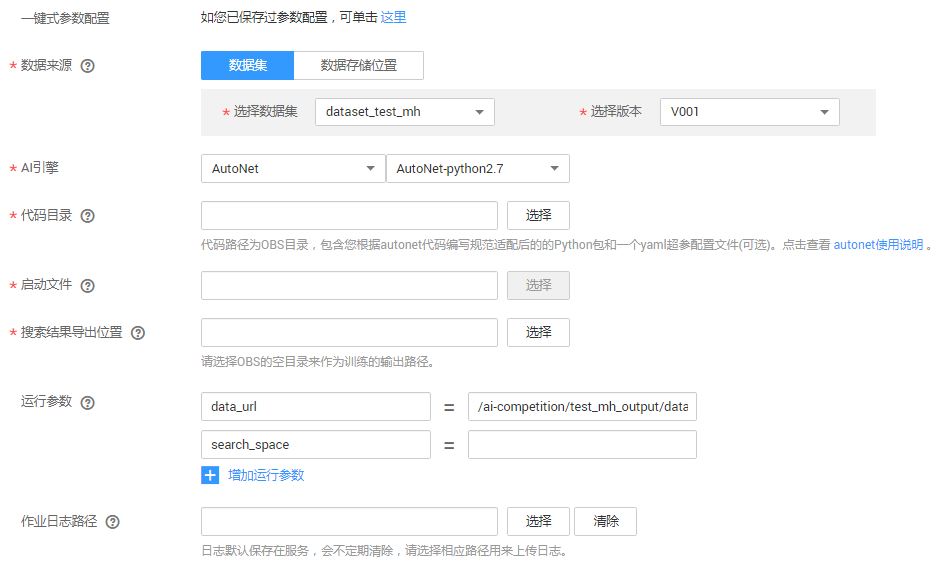 一键式参数配置 如您已保存过参数配置，可单击 这里
* 数据来源 ? 数据集 数据存储位置
* 选择数据集 dataset_test_mh * 选择版本 V001
* AI引擎 AutoNet AutoNet-python2.7
* 代码目录 ? 选择
代码路径为OBS目录，包含您根据autonet代码编写规范适配后的的Python包和一个yaml超参配置文件(可选)。点击查看 autonet使用说明 。
* 启动文件 ? 选择
* 搜索结果导出位置 ? 选择
请选择OBS的空目录来作为训练的输出路径。
运行参数 ? data_url = /ai-competition/test_mh_output/data
search_space =
+ 增加运行参数
作业日志路径 ? 选择 清除
日志默认保存在服务，会不定期清除，请选择相应路径用来上传日志。